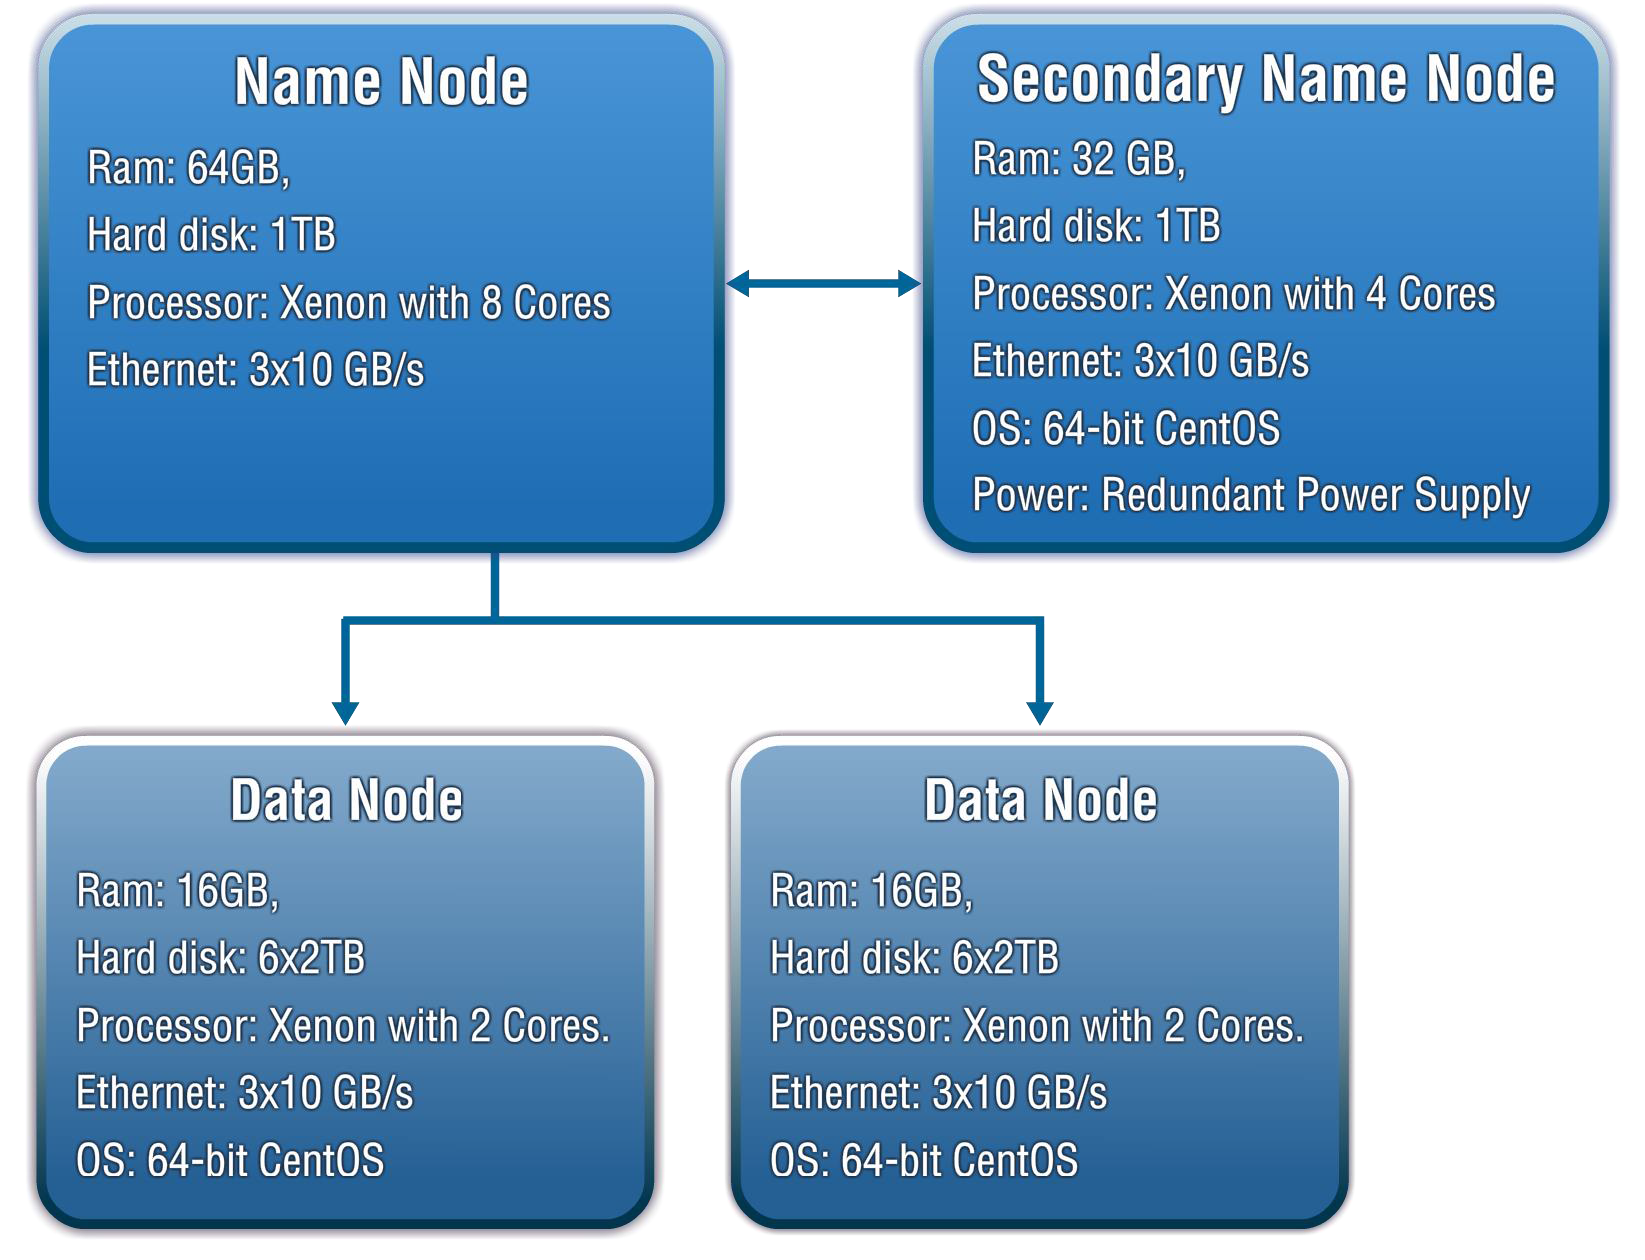 Name Node
Ram: 64GB,
Hard disk: 1TB
Processor: Xenon with 8 Cores
Ethernet: 3x10 GB/s
Secondary Name Node
Ram: 32 GB,
Hard disk: 1TB
Processor: Xenon with 4 Cores
Ethernet: 3x10 GB/s
OS: 64-bit CentOS
Power: Redundant Power Supply
Data Node
Ram: 16GB,
Hard disk: 6x2TB
Processor: Xenon with 2 Cores.
Ethernet: 3x10 GB/s
OS: 64-bit CentOS
Data Node
Ram: 16GB,
Hard disk: 6x2TB
Processor: Xenon with 2 Cores.
Ethernet: 3x10 GB/s
OS: 64-bit CentOS